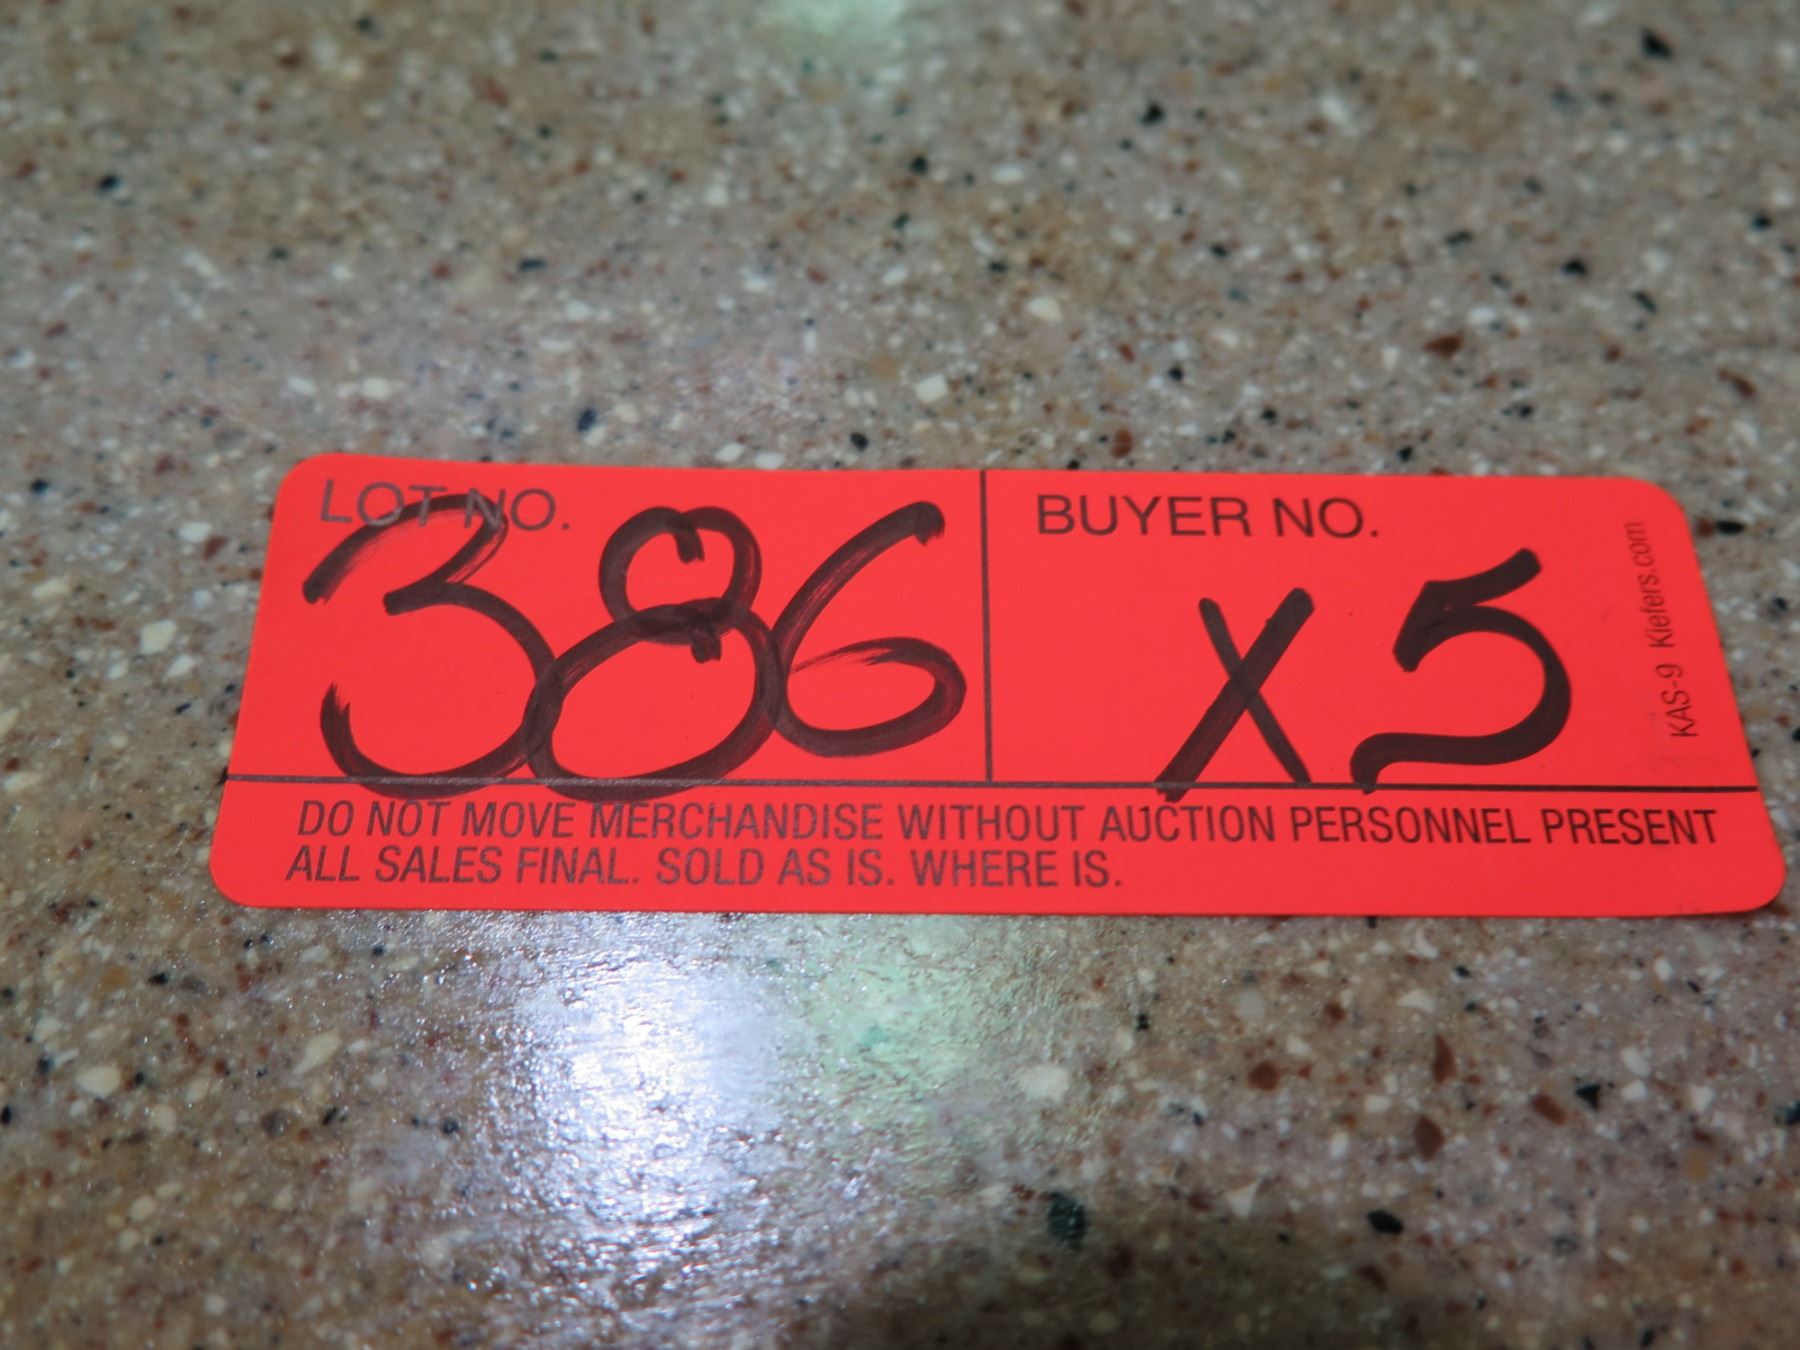 LOT NO.
386
BUYER NO.
X5
KAS-9 Kiefers.com
DO NOT MOVE MERCHANDISE WITHOUT AUCTION PERSONNEL PRESENT
ALL SALES FINAL. SOLD AS IS. WHERE IS.